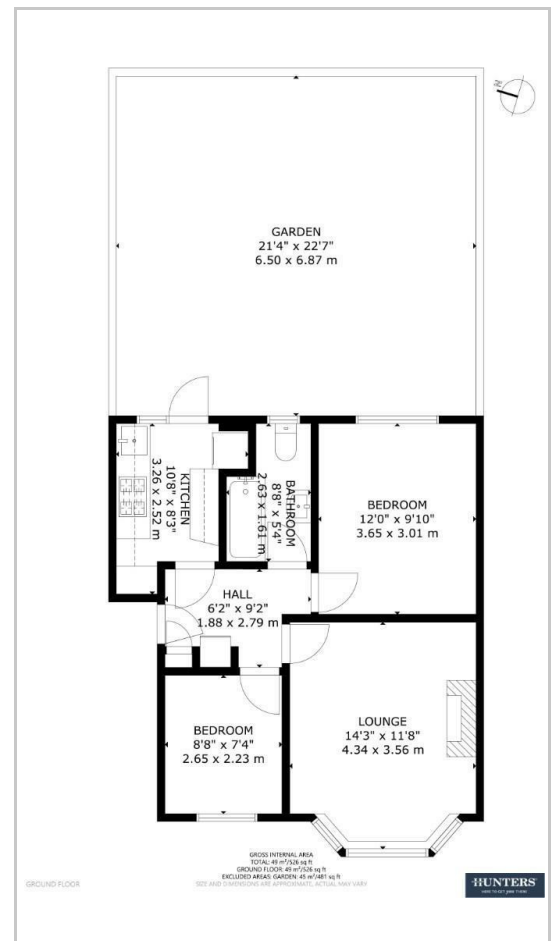 N
GARDEN
21'4" x 22'7"
6.50 x 6.87 m
KITCHEN
10'8" x 8'3"
3.26 x 2.52 m
BATHROOM
8'8" x 5'4"
2.63 x 1.61 m
BEDROOM
12'0" x 9'10"
3.65 x 3.01 m
HALL
6'2" x 9'2"
1.88 x 2.79 m
BEDROOM
8'8" x 7'4"
2.65 x 2.23 m
LOUNGE
14'3" x 11'8"
4.34 x 3.56 m
GROSS INTERNAL AREA
TOTAL: 49 m²/526 sq ft
GROUND FLOOR: 49 m²/526 sq ft
EXCLUDED AREAS: GARDEN: 45 m²/481 sq ft
SIZE AND DIMENSIONS ARE APPROXIMATE, ACTUAL MAY VARY
GROUND FLOOR
HUNTERS
HERE TO GET YOU THERE